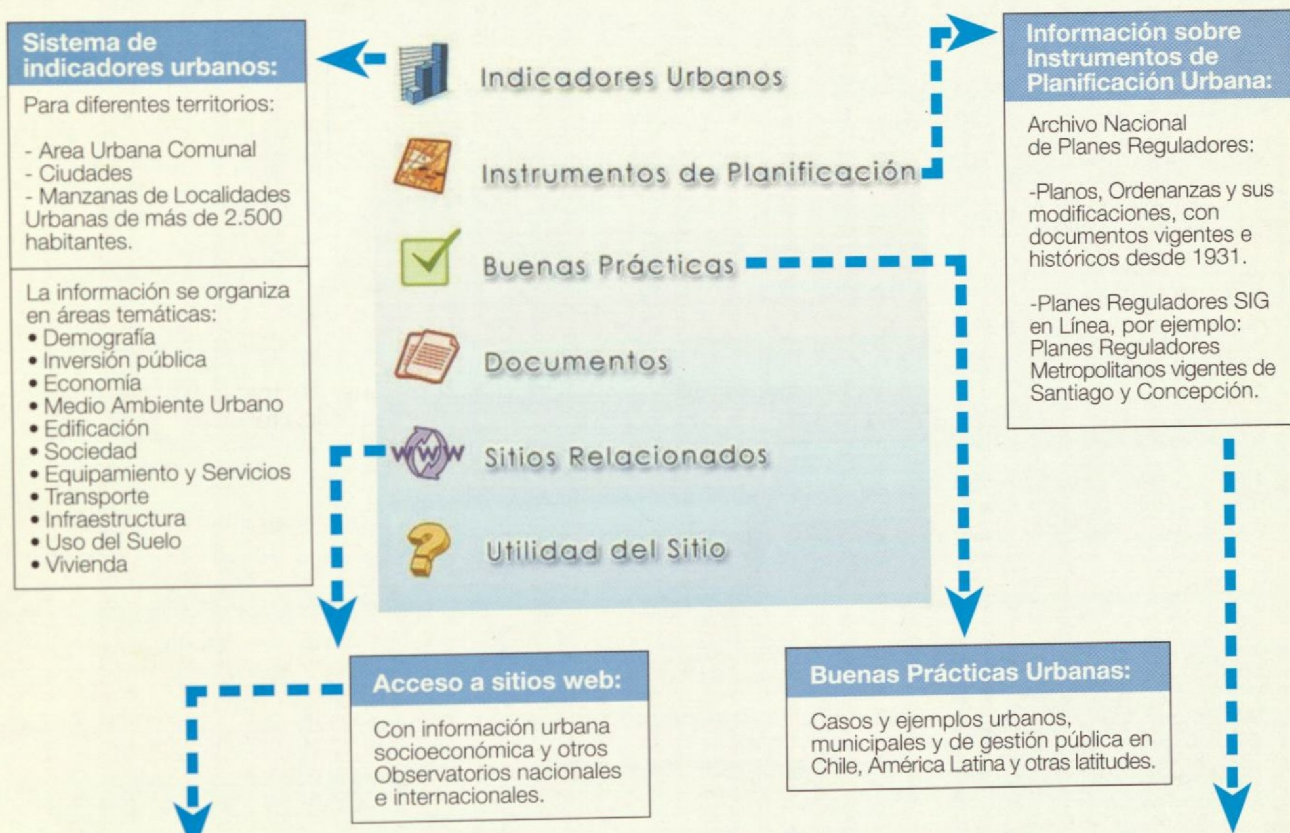 Sistema de
indicadores urbanos:
Para diferentes territorios:
- Area Urbana Comunal
- Ciudades
- Manzanas de Localidades
Urbanas de más de 2.500
habitantes.
La información se organiza
en áreas temáticas:
• Demografía
• Inversión pública
• Economía
• Medio Ambiente Urbano
• Edificación
• Sociedad
• Equipamiento y Servicios
• Transporte
• Infraestructura
• Uso del Suelo
• Vivienda
Indicadores Urbanos
Instrumentos de Planificación
Buenas Prácticas
Documentos
WWW
Sitios Relacionados
Utilidad del Sitio
Información sobre
Instrumentos de
Planificación Urbana:
Archivo Nacional
de Planes Reguladores:
-Planos, Ordenanzas y sus
modificaciones, con
documentos vigentes e
históricos desde 1931.
-Planes Reguladores SIG
en Línea, por ejemplo:
Planes Reguladores
Metropolitanos vigentes de
Santiago y Concepción.
Acceso a sitios web:
Con información urbana
socioeconómica y otros
Observatorios nacionales
e internacionales.
Buenas Prácticas Urbanas:
Casos y ejemplos urbanos,
municipales y de gestión pública en
Chile, América Latina y otras latitudes.